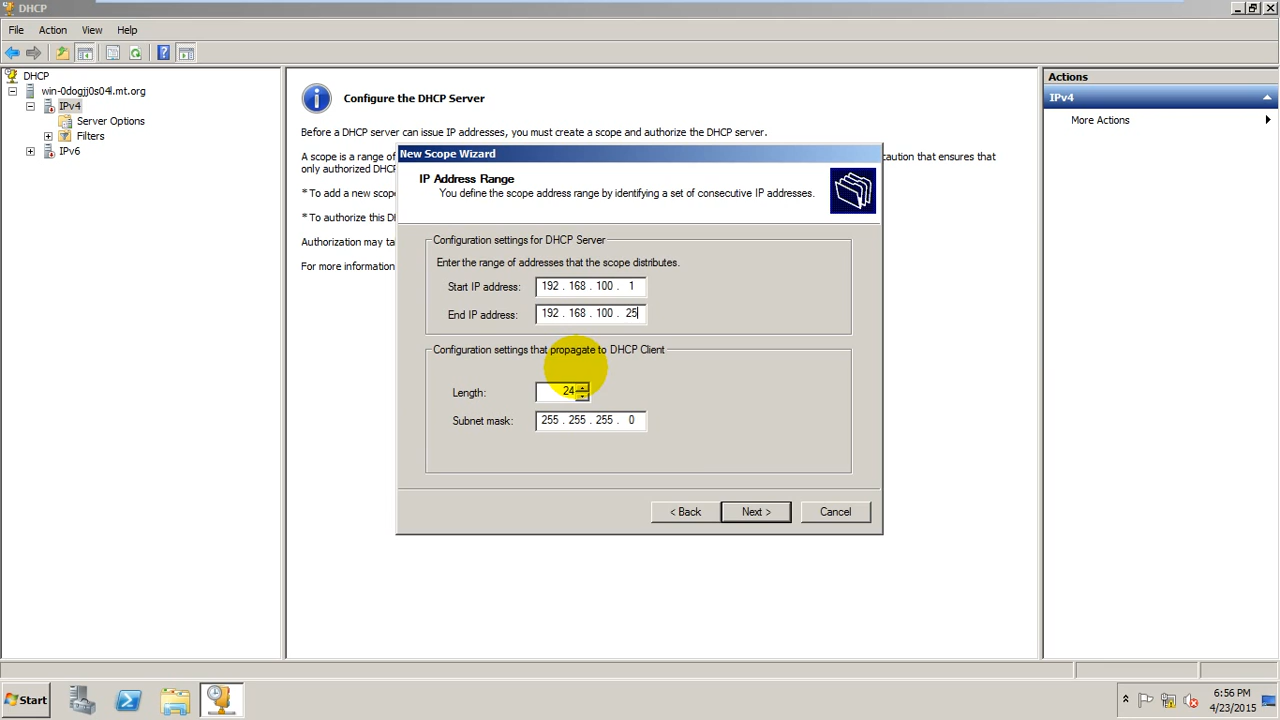 DHCP
File Action View Help
DHCP
win-0dogjj0s04l.mt.org
IPv4
Server Options
Filters
IPv6
Configure the DHCP Server
Before a DHCP server can issue IP addresses, you must create a scope and authorize the DHCP server.
A scope is a range of
caution that ensures that
only authorized DHC
* To add a new scop
* To authorize this D
Authorization may ta
For more information
New Scope Wizard
IP Address Range
You define the scope address range by identifying a set of consecutive IP addresses.
Configuration settings for DHCP Server
Enter the range of addresses that the scope distributes.
Start IP address: 192 . 168 . 100 . 1
End IP address: 192 . 168 . 100 . 25
Configuration settings that propagate to DHCP Client
Length: 24
Subnet mask: 255 . 255 . 255 . 0
< Back Next > Cancel
Actions
IPv4
More Actions
Start
6:56 PM
4/23/2015